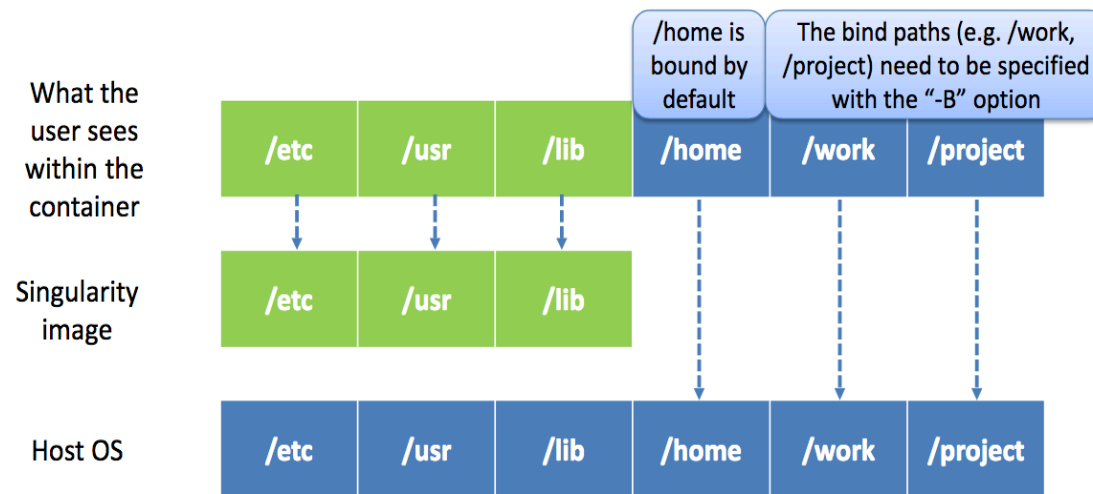 /home is
bound by
default
The bind paths (e.g. /work,
/project) need to be specified
with the “-B” option
What the
user sees
within the
container
/etc /usr /lib /home /work /project
Singularity
image
/etc /usr /lib
Host OS
/etc /usr /lib /home /work /project